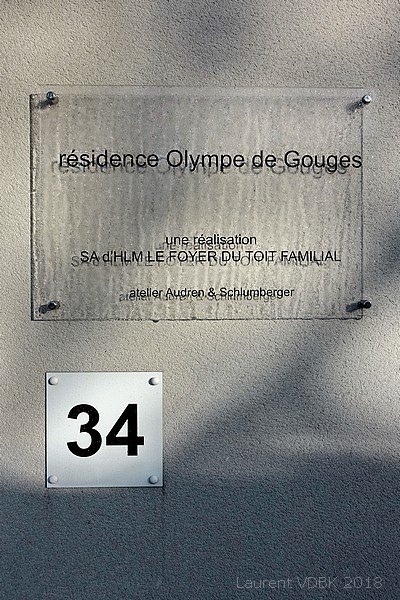 résidence Olympe de Gouges
une réalisation
SA d'HLM LE FOYER DU TOIT FAMILIAL
atelier Audren & Schlumberger
34
Laurent VDBK 2018